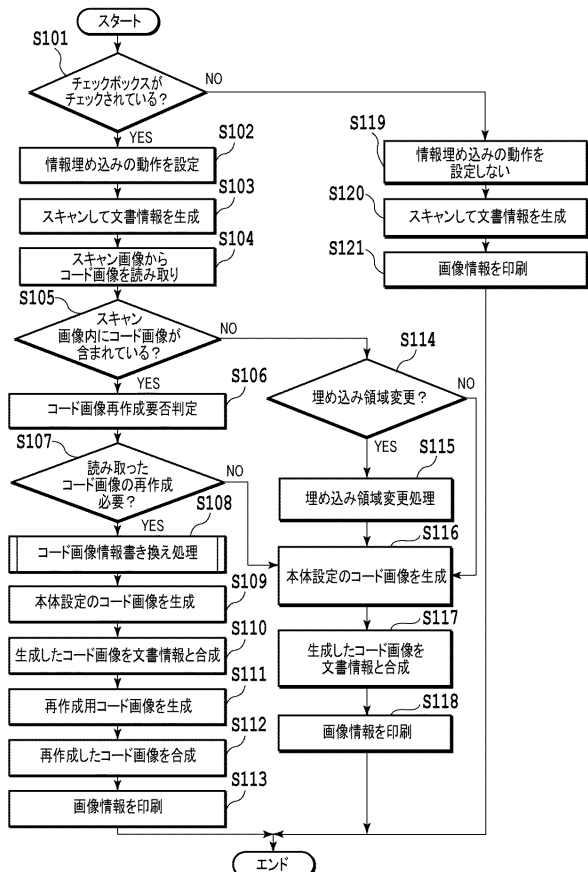 スタート
S101
チェックボックスが
チェックされている?
NO
YES
S102
情報埋め込みの動作を設定
S103
スキャンして文書情報を生成
S104
スキャン画像から
コード画像を読み取り
S105
スキャン
画像内にコード画像が
含まれている?
NO
YES
S106
コード画像再作成要否判定
S107
読み取った
コード画像の再作成
必要?
NO
YES
S108
コード画像情報書き換え処理
S109
本体設定のコード画像を生成
S110
生成したコード画像を文書情報と合成
S111
再作成用コード画像を生成
S112
再作成したコード画像を合成
S113
画像情報を印刷
S114
埋め込み領域変更?
NO
YES
S115
埋め込み領域変更処理
S116
本体設定のコード画像を生成
S117
生成したコード画像を
文書情報と合成
S118
画像情報を印刷
S119
情報埋め込みの動作を
設定しない
S120
スキャンして文書情報を生成
S121
画像情報を印刷
エンド